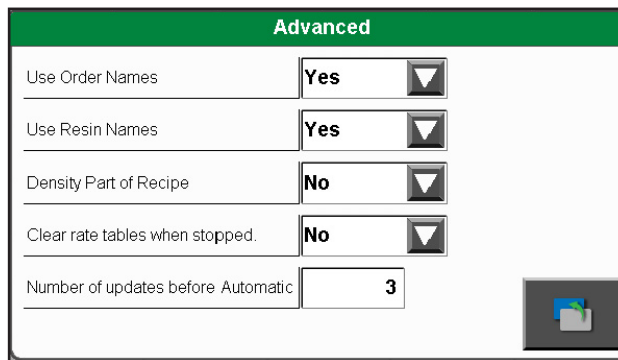 Advanced
Use Order Names Yes
Use Resin Names Yes
Density Part of Recipe No
Clear rate tables when stopped. No
Number of updates before Automatic 3